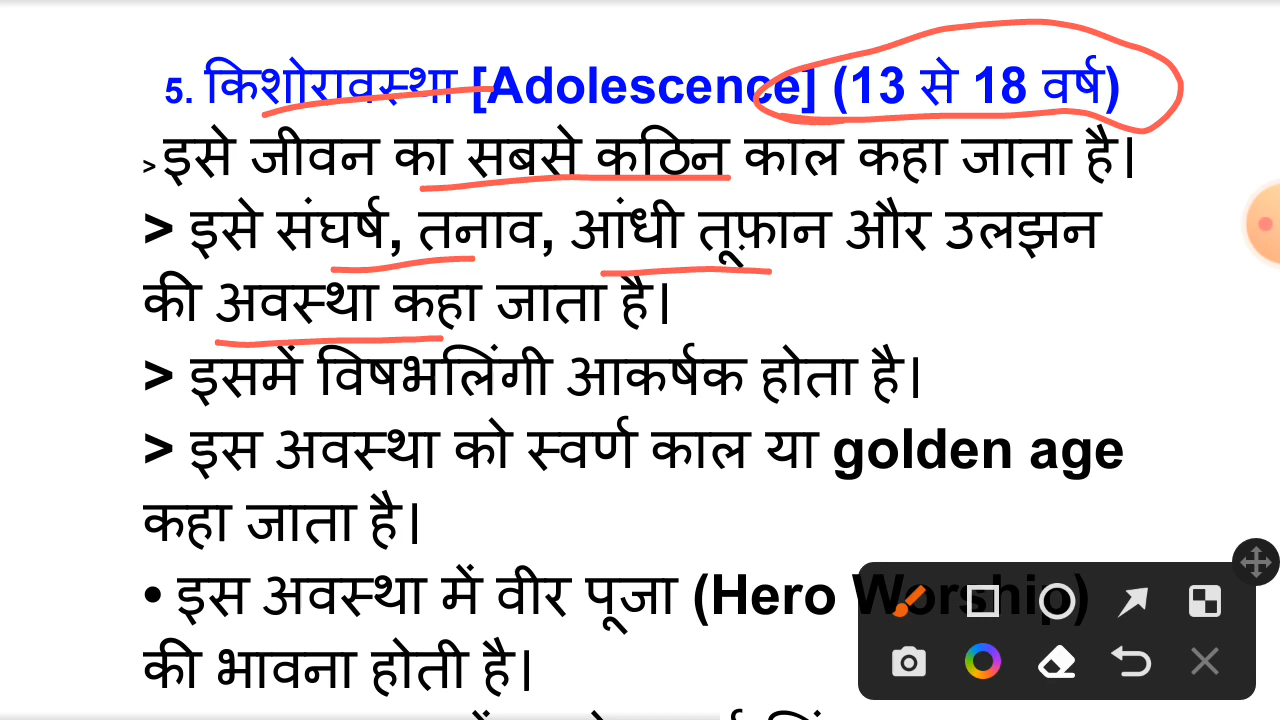 5. किशोरावस्था [Adolescence] (13 से 18 वर्ष)
> इसे जीवन का सबसे कठिन काल कहा जाता है।
> इसे संघर्ष, तनाव, आंधी तूफ़ान और उलझन
की अवस्था कहा जाता है।
> इसमें विषभलिंगी आकर्षक होता है।
> इस अवस्था को स्वर्ण काल या golden age
कहा जाता है।
• इस अवस्था में वीर पूजा (Hero Worship)
की भावना होती है।